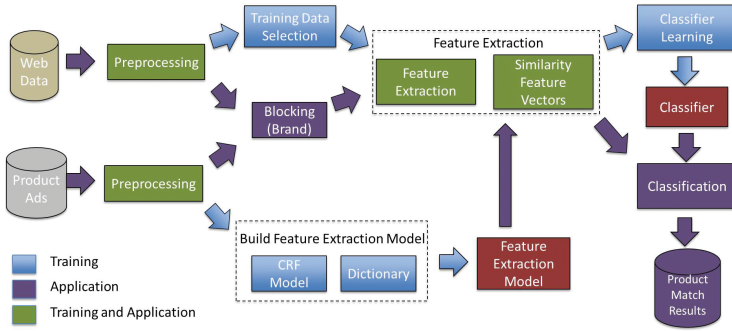 Web
Data
Preprocessing
Training Data
Selection
Feature Extraction
Feature
Extraction
Similarity
Feature
Vectors
Classifier
Learning
Blocking
(Brand)
Classifier
Product
Ads
Preprocessing
Classification
Build Feature Extraction Model
CRF
Model
Dictionary
Feature
Extraction
Model
Product
Match
Results
Training
Application
Training and Application